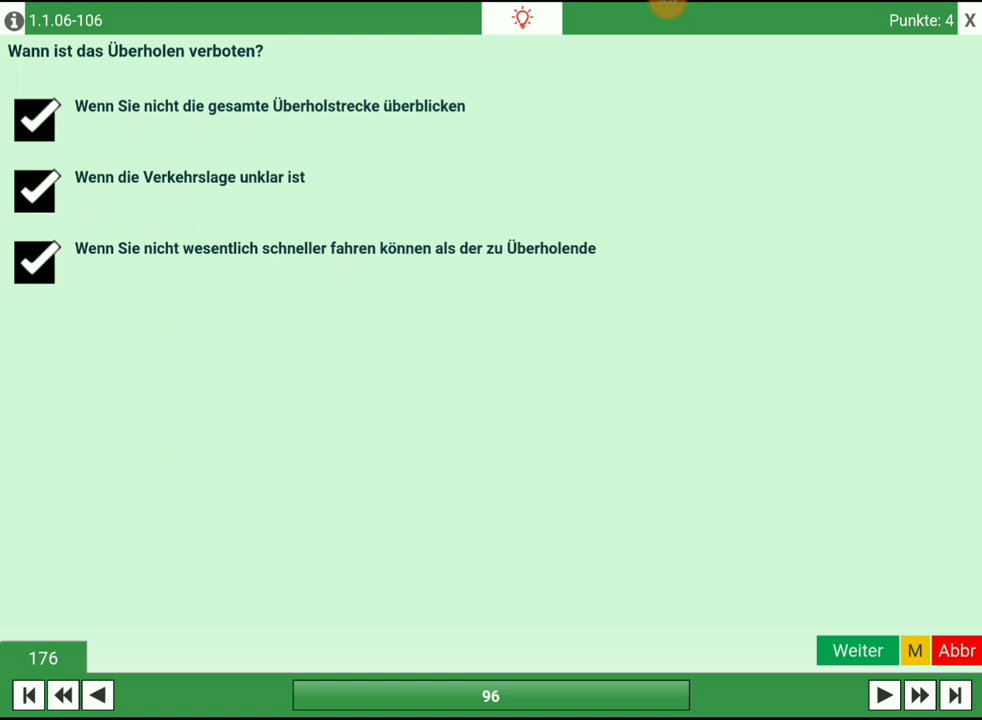 1.1.06-106
Punkte: 4 X
Wann ist das Überholen verboten?
Wenn Sie nicht die gesamte Überholstrecke überblicken
Wenn die Verkehrslage unklar ist
Wenn Sie nicht wesentlich schneller fahren können als der zu Überholende
176
Weiter M Abbr
96